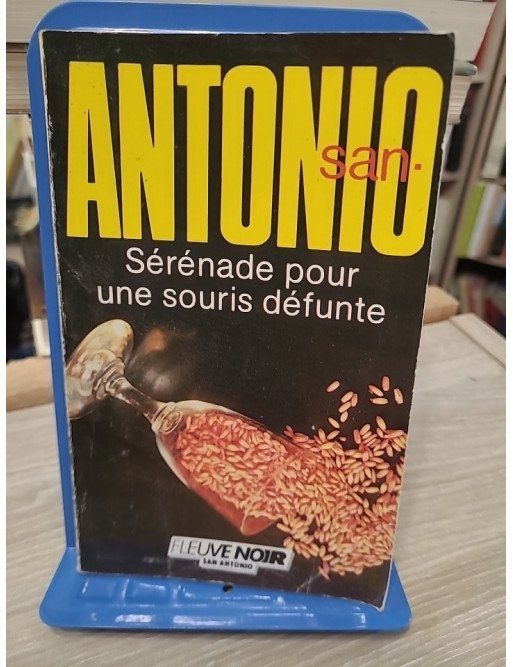 ANTONIO
san-
Sérénade pour
une souris défunte
FLEUVE NOIR
SAN ANTONIO